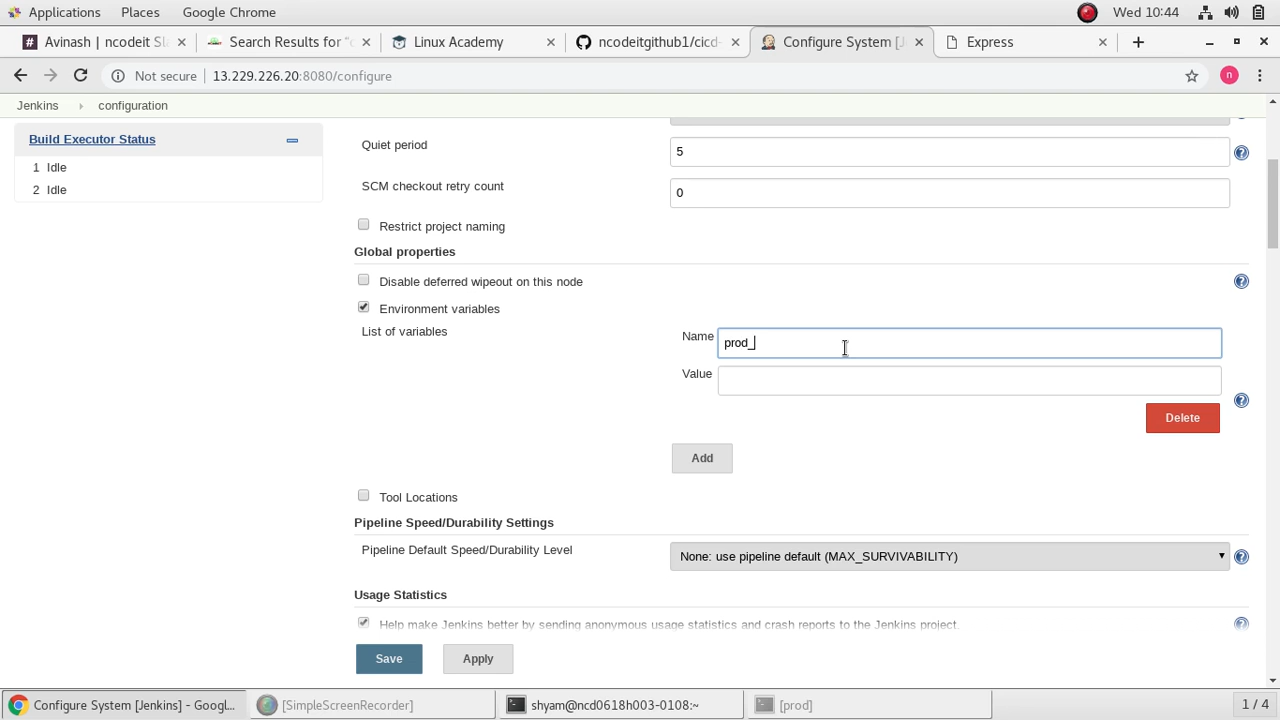 Applications Places Google Chrome Wed 10:44
Avinash | ncodeit Sl
Search Results for "c
Linux Academy
ncodeitgithub1/cicd-
Configure System [J
Express
Not secure 13.229.226.20:8080/configure n
Jenkins configuration
Build Executor Status
1 Idle
2 Idle
Quiet period 5
SCM checkout retry count 0
Restrict project naming
Global properties
Disable deferred wipeout on this node
Environment variables
List of variables
Name prod_
Value
Delete
Add
Tool Locations
Pipeline Speed/Durability Settings
Pipeline Default Speed/Durability Level None: use pipeline default (MAX_SURVIVABILITY)
Usage Statistics
Help make Jenkins better by sending anonymous usage statistics and crash reports to the Jenkins project.
Save Apply
Configure System [Jenkins] - Googl... [SimpleScreenRecorder] shyam@ncd0618h003-0108:~ [prod] 1 / 4